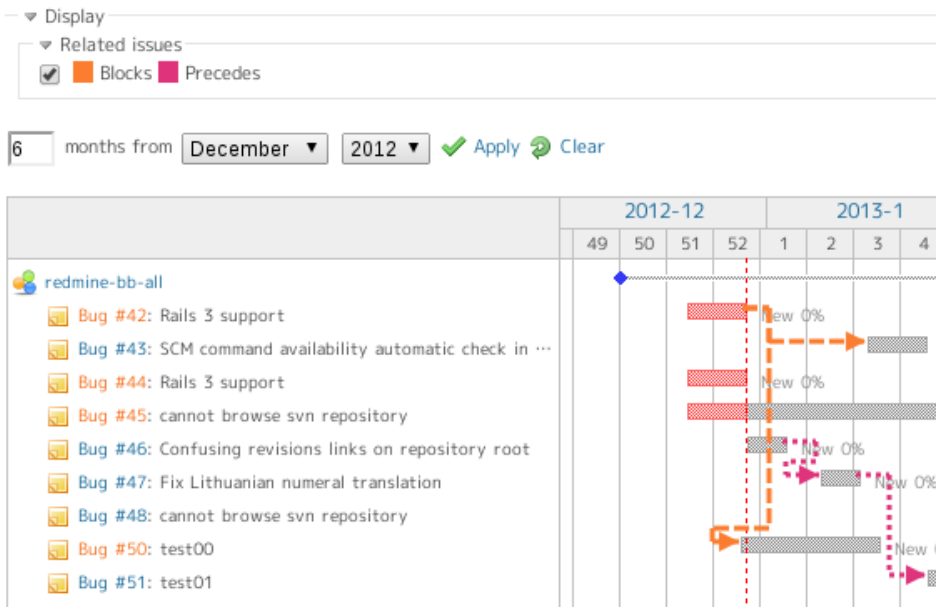 Display
Related issues
Blocks Precedes
6 months from December 2012 Apply Clear
2012-12 2013-1
49 50 51 52 1 2 3 4
redmine-bb-all
Bug #42: Rails 3 support New 0%
Bug #43: SCM command availability automatic check in ⋯
Bug #44: Rails 3 support New 0%
Bug #45: cannot browse svn repository
Bug #46: Confusing revisions links on repository root New 0%
Bug #47: Fix Lithuanian numeral translation New 0%
Bug #48: cannot browse svn repository
Bug #50: test00 New
Bug #51: test01